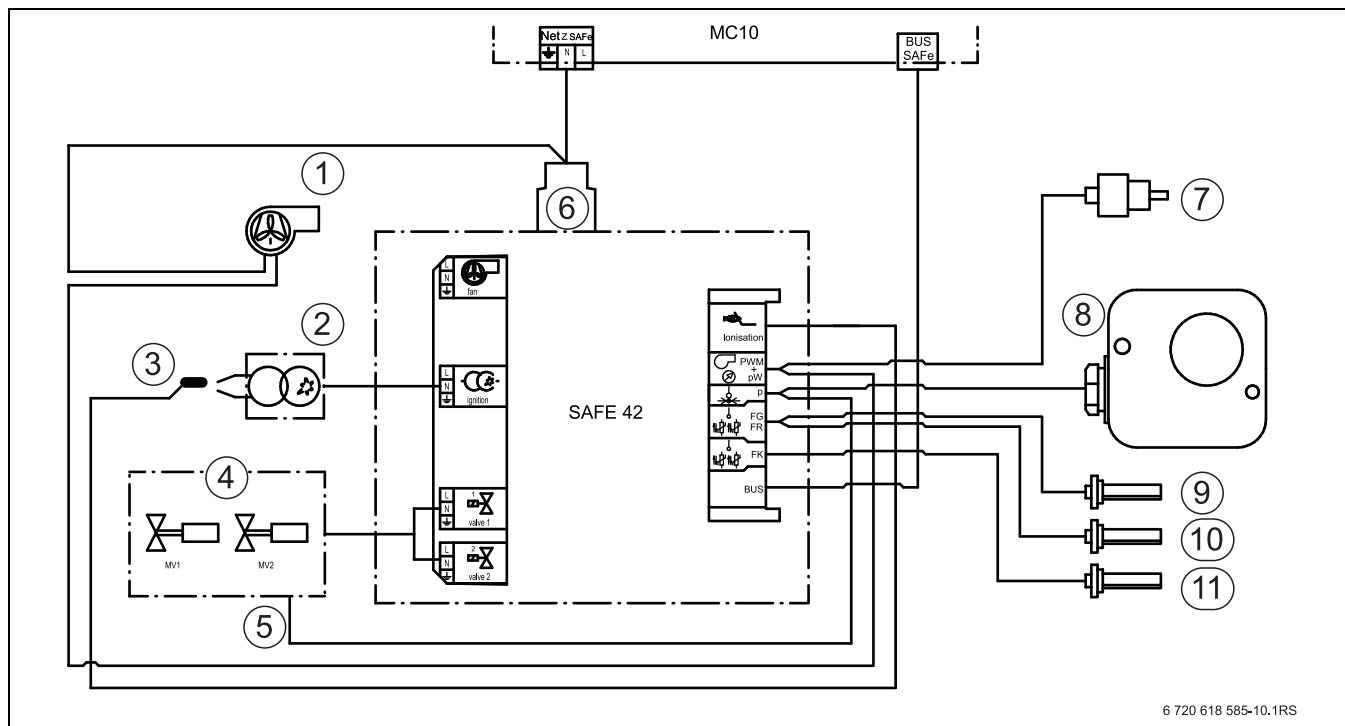 Netz SAFe
N L
MC10
BUS
SAFe
1
6
7
L
N
fan
2
8
Ionisation
3
PWM
+
pW
L
N
ignition
p
SAFE 42
FG
FR
4
FK
9
BUS
L
N
1
valve 1
10
L
N
2
valve 2
MV1
MV2
11
5
6 720 618 585-10.1RS